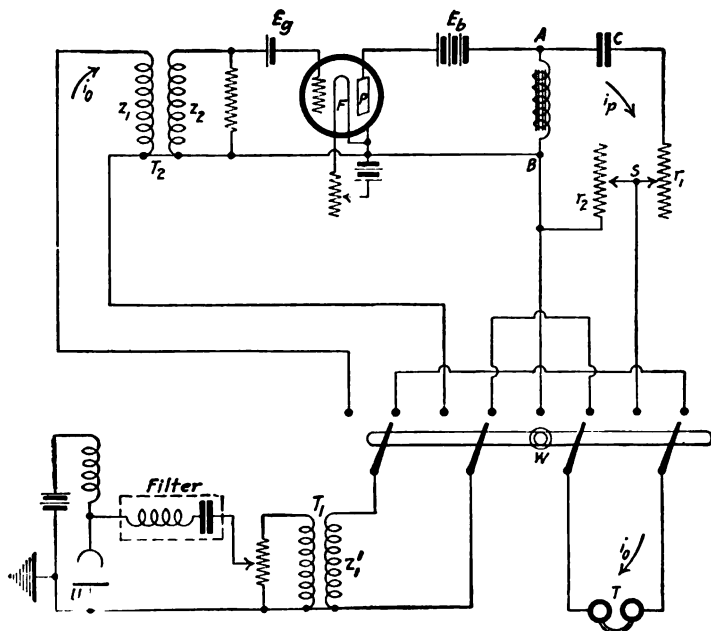 Eg
Eb
A
C
i₀
z₁
z₂
F
P
iₚ
T₂
B
S
r₂
r₁
W
Filter
T₁
z₁'
i₀
T
U